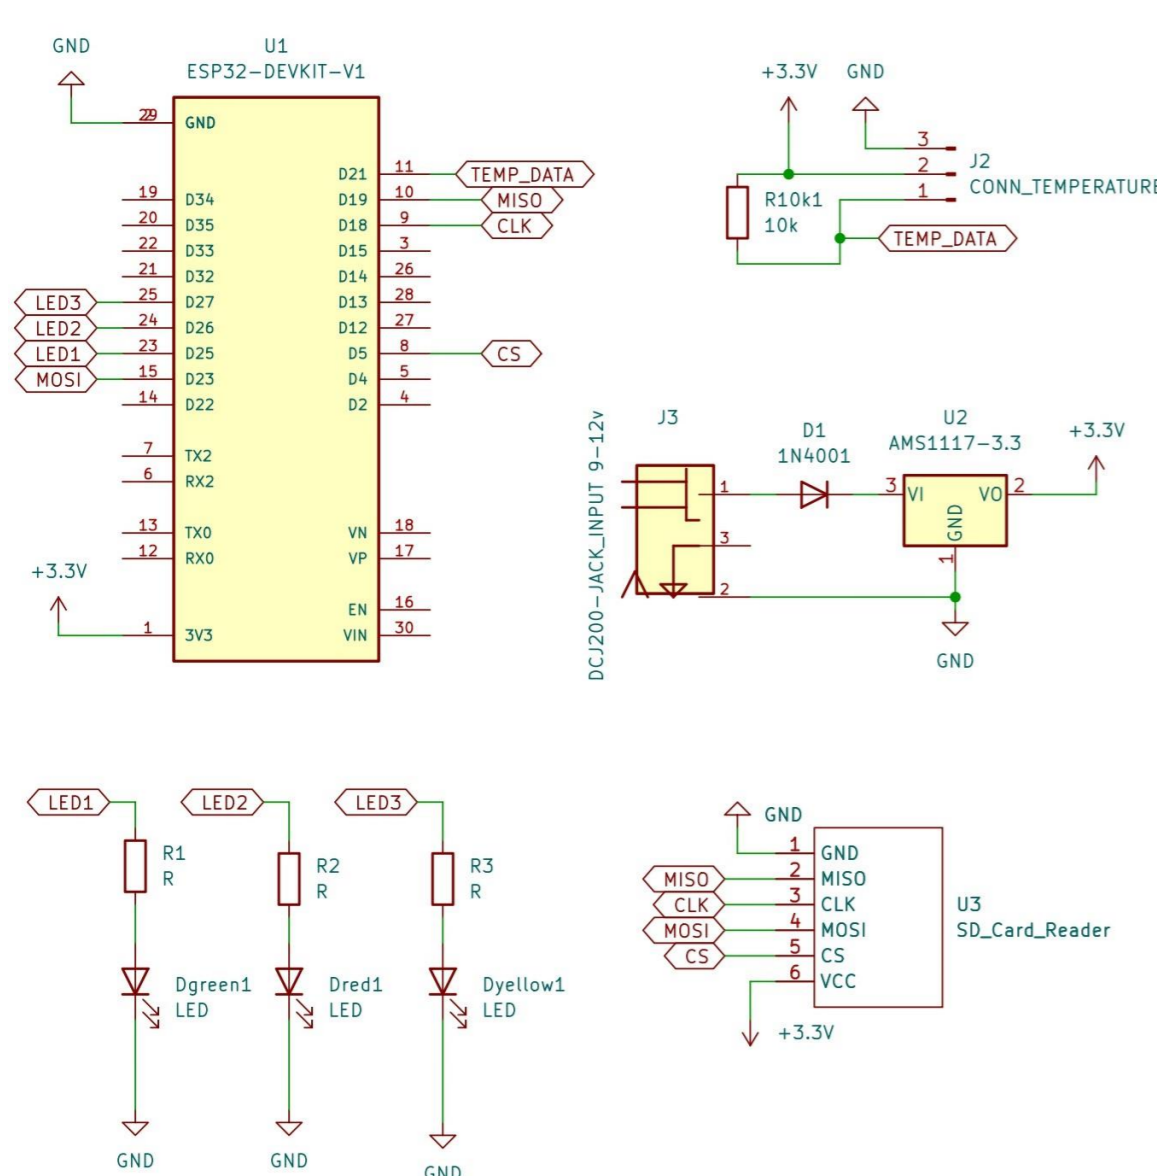 GND
U1
ESP32-DEVKIT-V1
29
GND
D21
11
TEMP_DATA
19
D34
D19
10
MISO
20
D35
D18
9
CLK
22
D33
D15
3
21
D32
D14
26
LED3
25
D27
D13
28
LED2
24
D26
D12
27
LED1
23
D25
D5
8
CS
MOSI
15
D23
D4
5
14
D22
D2
4
7
TX2
6
RX2
13
TX0
VN
18
12
RX0
VP
17
+3.3V
EN
16
1
3V3
VIN
30
+3.3V
GND
3
2
1
J2
CONN_TEMPERATURE
R10k1
10k
TEMP_DATA
DCJ200-JACK_INPUT 9-12v
J3
1
3
2
D1
1N4001
U2
AMS1117-3.3
3
VI
VO
2
GND
1
+3.3V
GND
LED1
R1
R
Dgreen1
LED
GND
LED2
R2
R
Dred1
LED
GND
LED3
R3
R
Dyellow1
LED
GND
GND
1
GND
MISO
2
MISO
CLK
3
CLK
MOSI
4
MOSI
CS
5
CS
6
VCC
+3.3V
U3
SD_Card_Reader